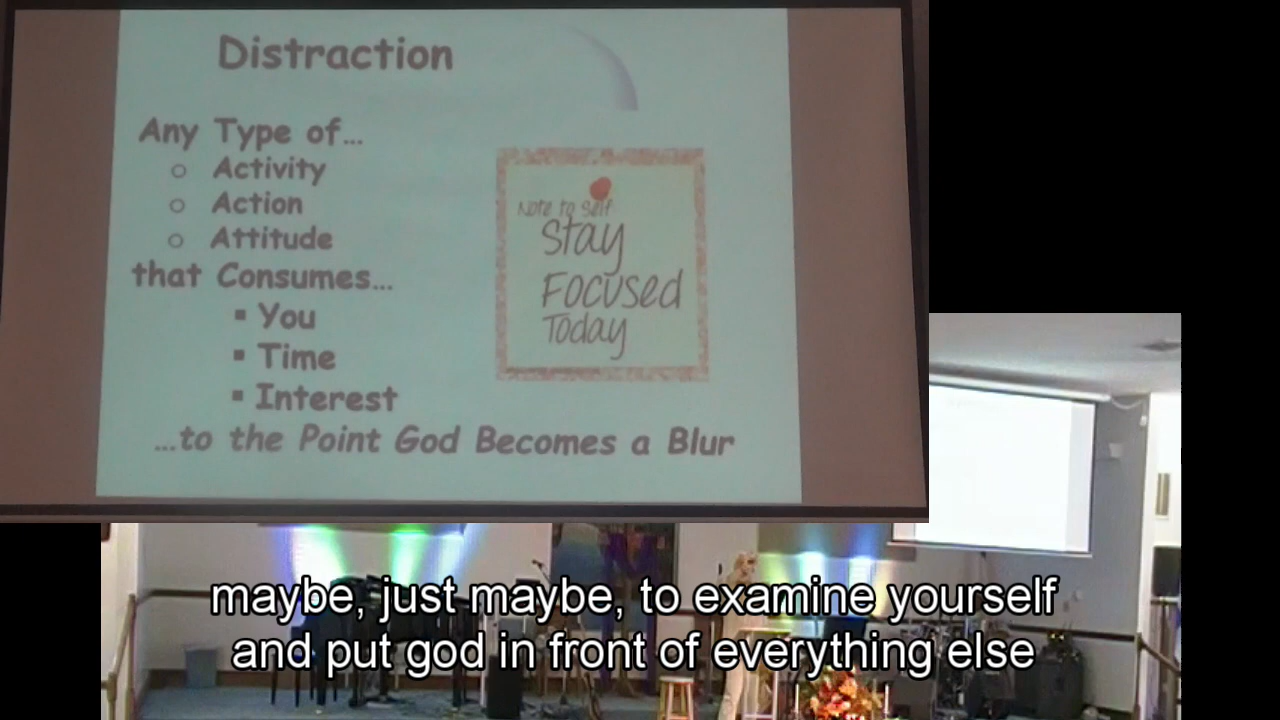 Distraction
Any Type of...
Activity
Action
Attitude
that Consumes...
You
Time
Interest
...to the Point God Becomes a Blur
Note to Self
Stay
Focused
Today
maybe, just maybe, to examine yourself
and put god in front of everything else